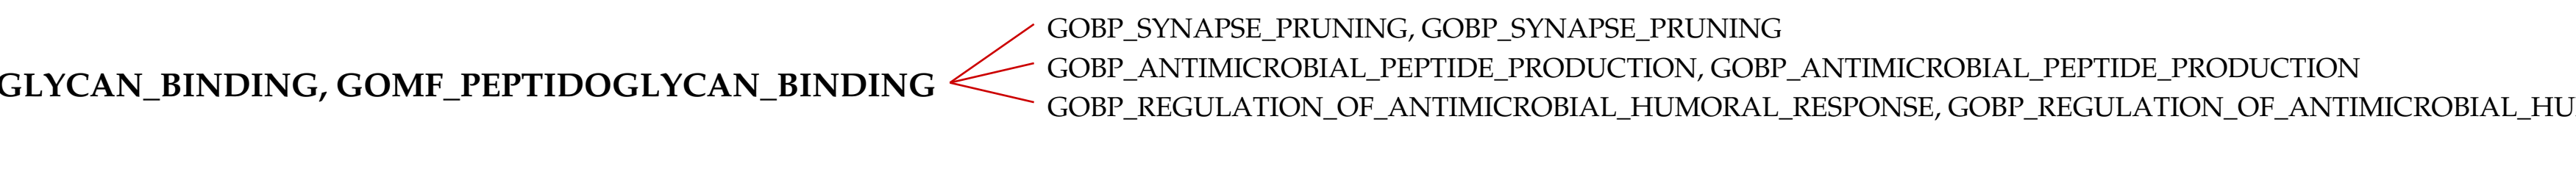 GOBP_SYNAPSE_PRUNING, GOBP_SYNAPSE_PRUNING
GOBP_ANTIMICROBIAL_PEPTIDE_PRODUCTION, GOBP_ANTIMICROBIAL_PEPTIDE_PRODUCTION
GLYCAN_BINDING, GOMF_PEPTIDOGLYCAN_BINDING
GOBP_REGULATION_OF_ANTIMICROBIAL_HUMORAL_RESPONSE, GOBP_REGULATION_OF_ANTIMICROBIAL_HU